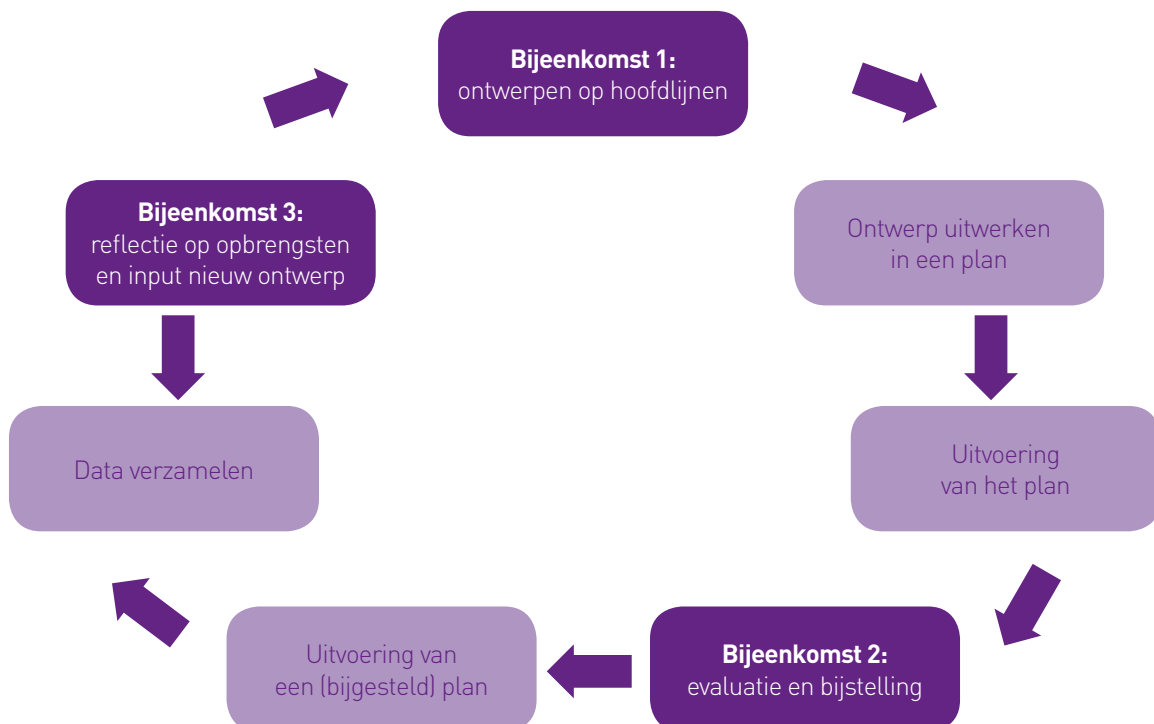 Bijeenkomst 1:
ontwerpen op hoofdlijnen
Ontwerp uitwerken
in een plan
Uitvoering
van het plan
Bijeenkomst 2:
evaluatie en bijstelling
Uitvoering van
een (bijgesteld) plan
Data verzamelen
Bijeenkomst 3:
reflectie op opbrengsten
en input nieuw ontwerp